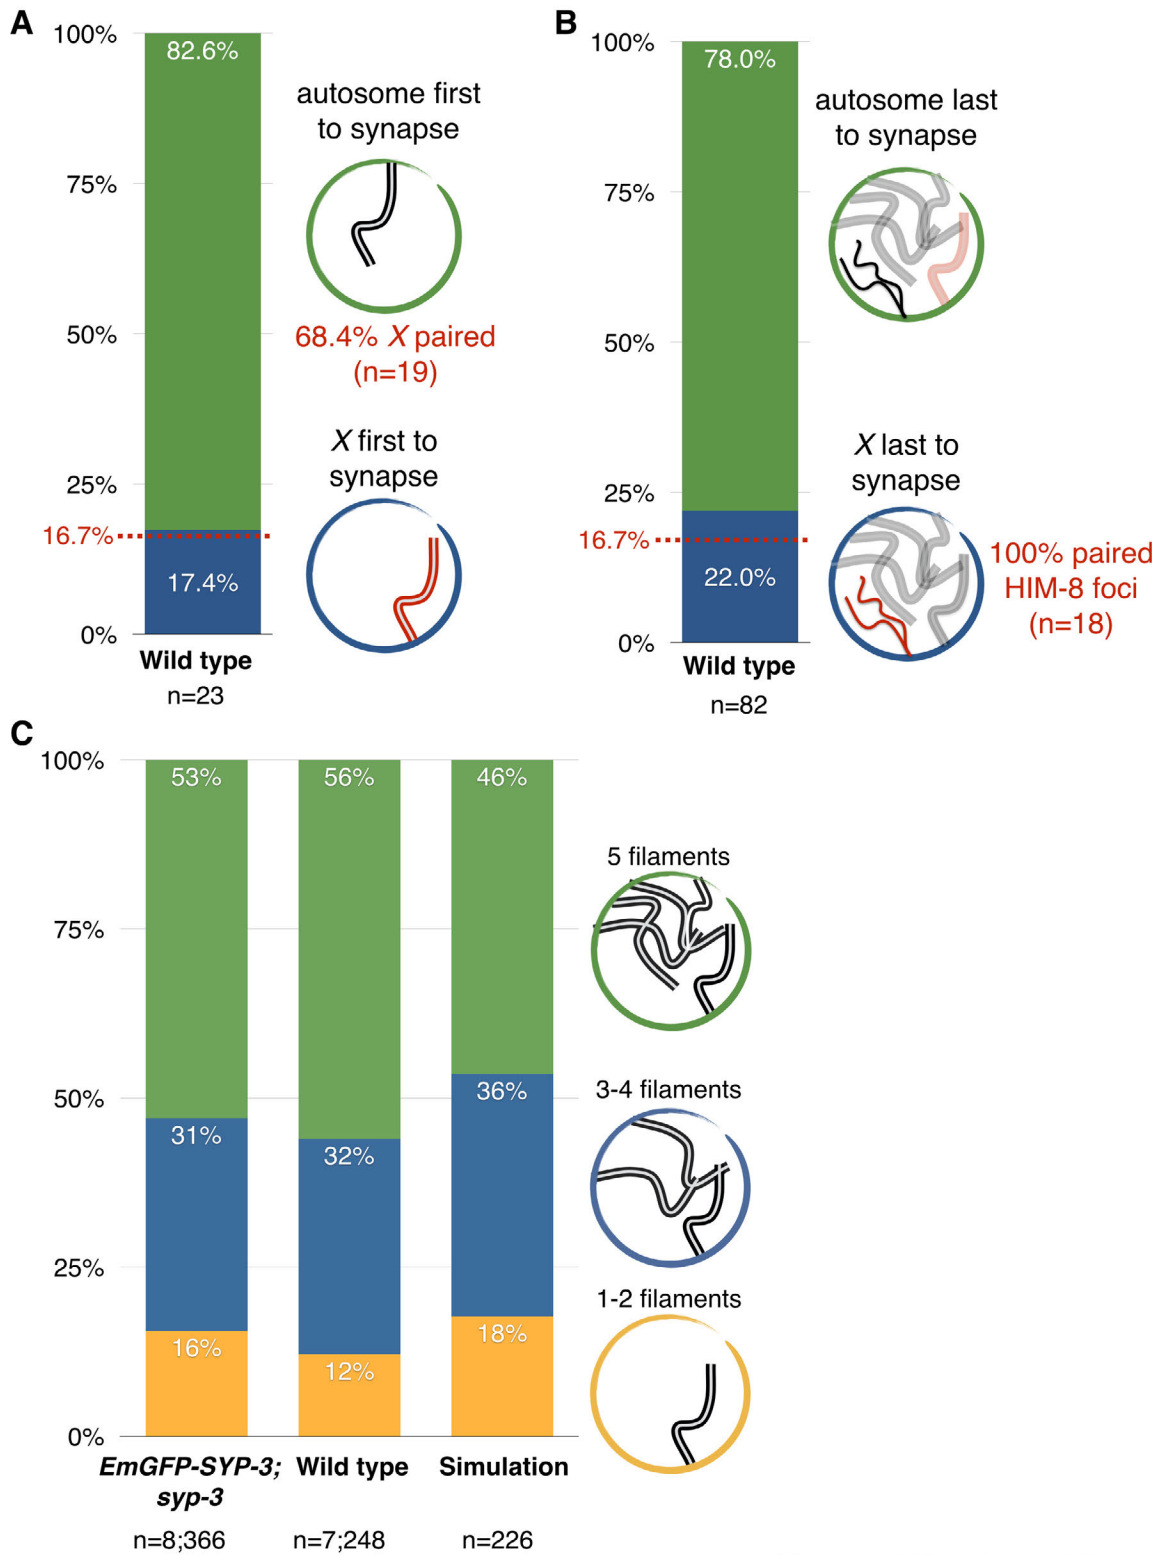 A
100%
75%
50%
25%
16.7%
0%
82.6%
17.4%
Wild type
n=23
autosome first
to synapse
68.4% X paired
(n=19)
X first to
synapse
B
100%
75%
50%
25%
16.7%
0%
78.0%
22.0%
Wild type
n=82
autosome last
to synapse
X last to
synapse
100% paired
HIM-8 foci
(n=18)
C
100%
75%
50%
25%
0%
53%
31%
16%
56%
32%
12%
46%
36%
18%
EmGFP-SYP-3;
syp-3
n=8;366
Wild type
n=7;248
Simulation
n=226
5 filaments
3-4 filaments
1-2 filaments